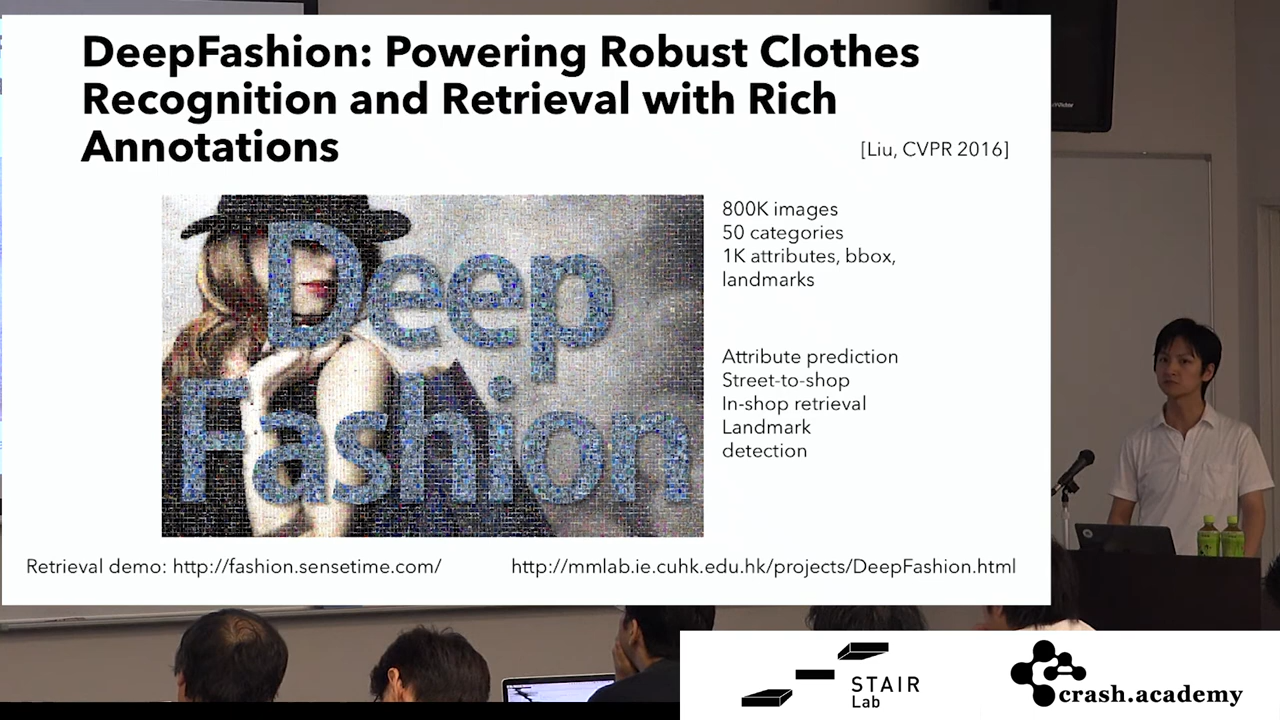 DeepFashion: Powering Robust Clothes
Recognition and Retrieval with Rich
Annotations
[Liu, CVPR 2016]
Deep
Fashion
800K images
50 categories
1K attributes, bbox,
landmarks
Attribute prediction
Street-to-shop
In-shop retrieval
Landmark
detection
Retrieval demo: http://fashion.sensetime.com/
http://mmlab.ie.cuhk.edu.hk/projects/DeepFashion.html
STAIR
Lab
crash.academy